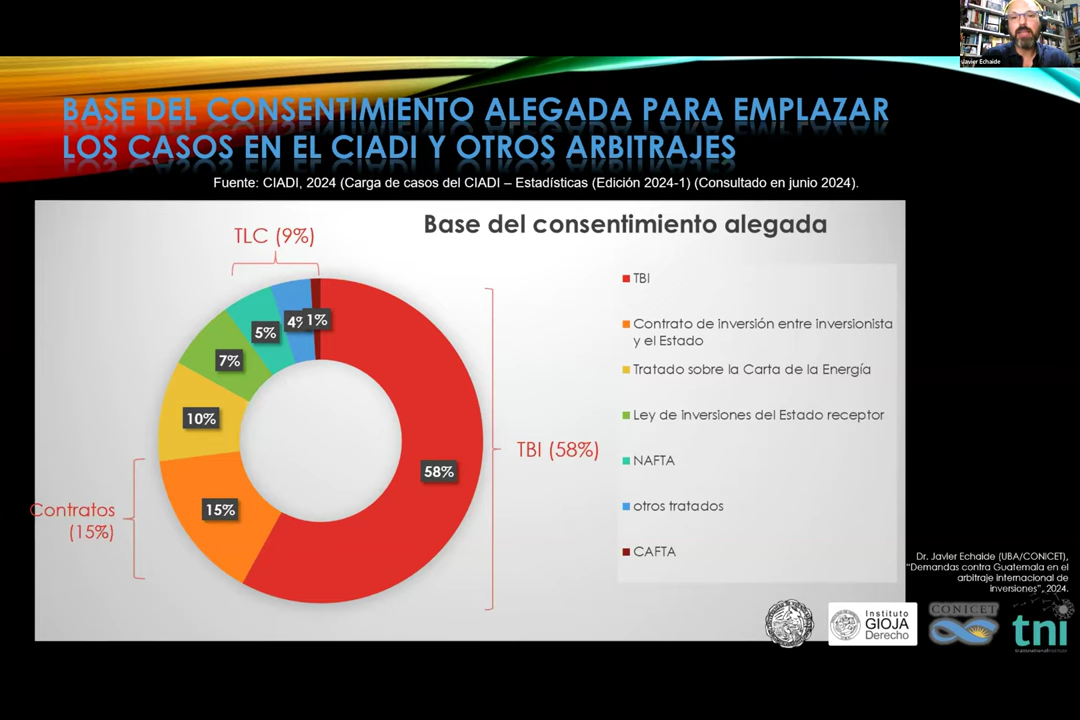 Javier Echaide
BASE DEL CONSENTIMIENTO ALEGADA PARA EMPLAZAR
LOS CASOS EN EL CIADI Y OTROS ARBITRAJES
Fuente: CIADI, 2024 (Carga de casos del CIADI – Estadísticas (Edición 2024-1) (Consultado en junio 2024).
Base del consentimiento alegada
TLC (9%)
TBI
Contrato de inversión entre inversionista
y el Estado
Tratado sobre la Carta de la Energía
Ley de inversiones del Estado receptor
NAFTA
otros tratados
CAFTA
1%
4%
5%
7%
10%
15%
58%
TBI (58%)
Contratos
(15%)
Dr. Javier Echaide (UBA/CONICET),
"Demandas contra Guatemala en el
arbitraje internacional de
inversiones", 2024.
Instituto
GIOJA
Derecho
CONICET
tni
transnationalinstitute